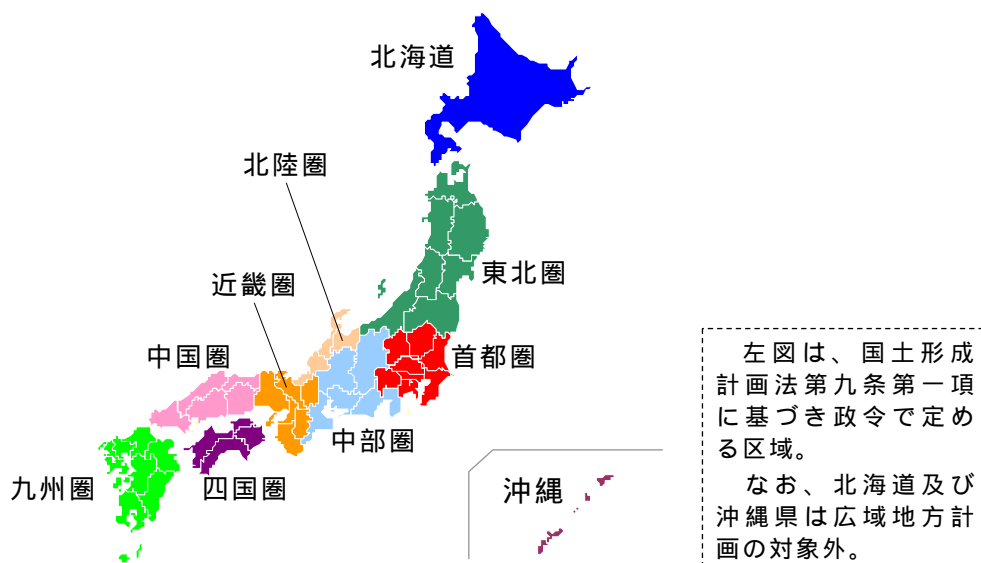 北海道
北陸圏
近畿圏
東北圏
中国圏
首都圏
中部圏
九州圏
四国圏
沖縄
左図は、国土形成
計画法第九条第一項
に基づき政令で定め
る区域。
なお、北海道及び
沖縄県は広域地方計
画の対象外。